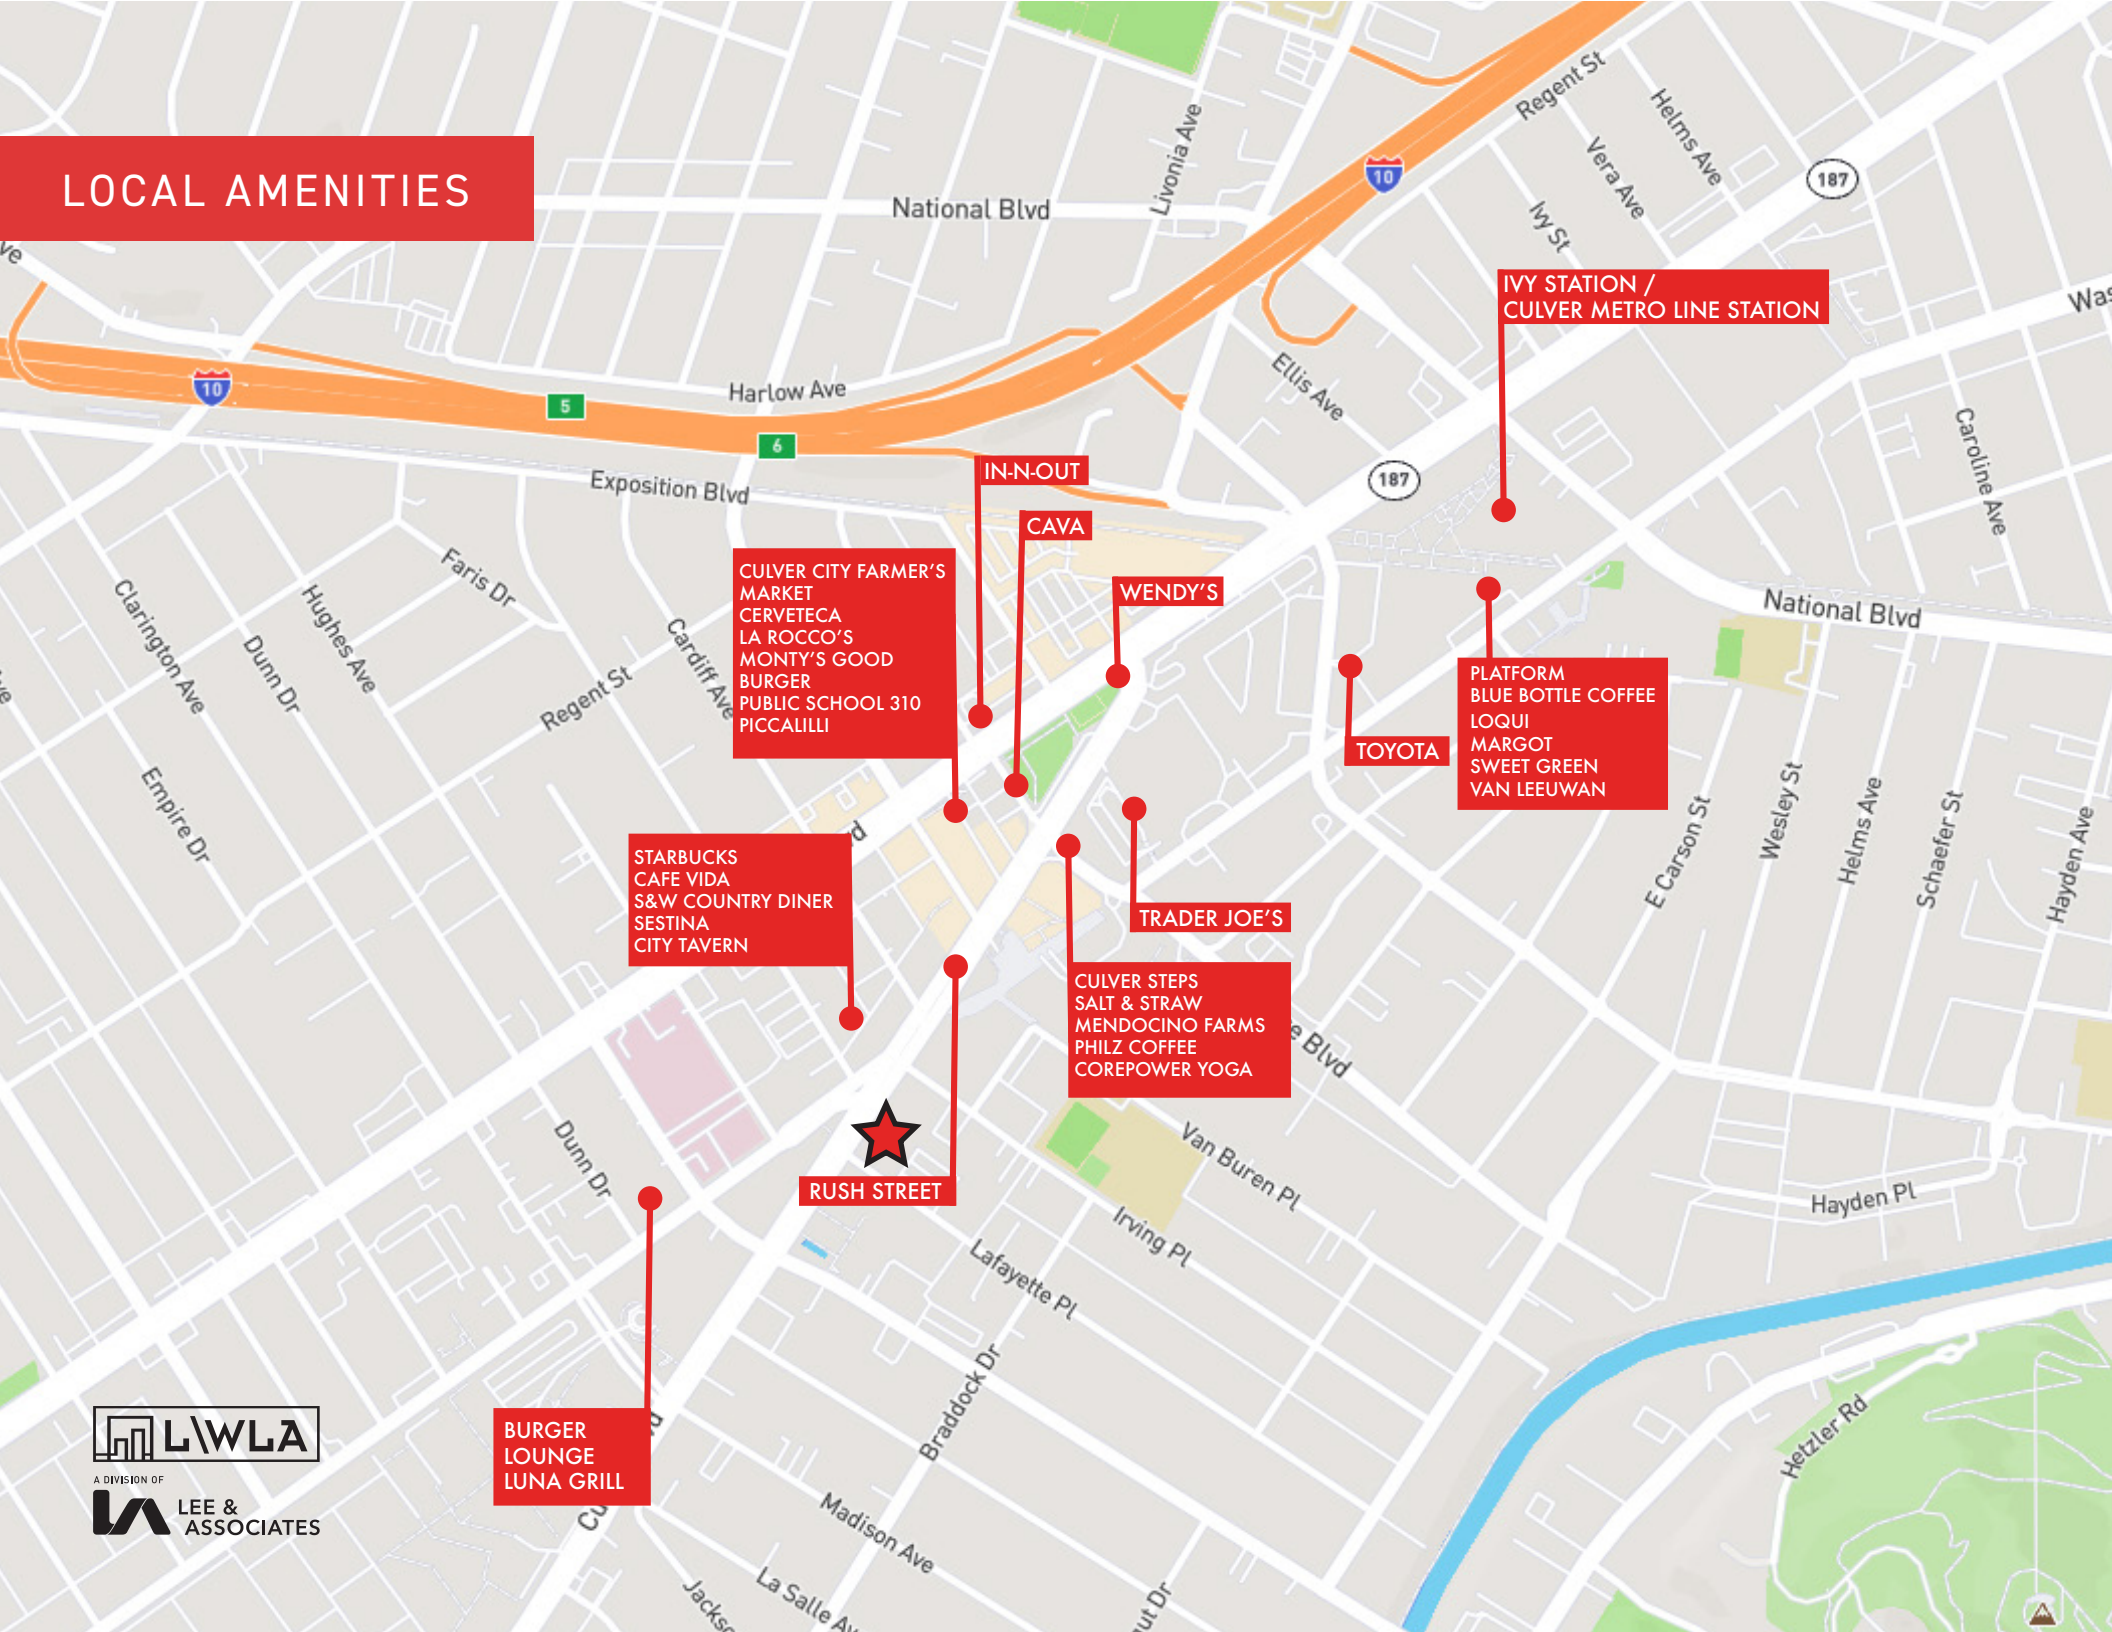 LOCAL AMENITIES
National Blvd
Livonia Ave
10
Regent St
Helms Ave
Vera Ave
Ivy St
187
IVY STATION /
CULVER METRO LINE STATION
10
5
Harlow Ave
6
Ellis Ave
Exposition Blvd
187
Caroline Ave
IN-N-OUT
CAVA
WENDY'S
CULVER CITY FARMER'S
MARKET
CERVETECA
LA ROCCO'S
MONTY'S GOOD
BURGER
PUBLIC SCHOOL 310
PICCALILLI
Faris Dr
Clarington Ave
Hughes Ave
Dunn Dr
Cardiff Ave
Regent St
Empire Dr
National Blvd
TOYOTA
PLATFORM
BLUE BOTTLE COFFEE
LOQUI
MARGOT
SWEET GREEN
VAN LEEUWAN
E Carson St
Wesley St
Helms Ave
Schaefer St
Hayden Ave
STARBUCKS
CAFE VIDA
S&W COUNTRY DINER
SESTINA
CITY TAVERN
TRADER JOE'S
CULVER STEPS
SALT & STRAW
MENDOCINO FARMS
PHILZ COFFEE
COREPOWER YOGA
e Blvd
Dunn Dr
RUSH STREET
Van Buren Pl
Irving Pl
Lafayette Pl
Hayden Pl
Braddock Dr
Hetzler Rd
BURGER
LOUNGE
LUNA GRILL
Madison Ave
La Salle Av
LWLA
A DIVISION OF
LEE &
ASSOCIATES